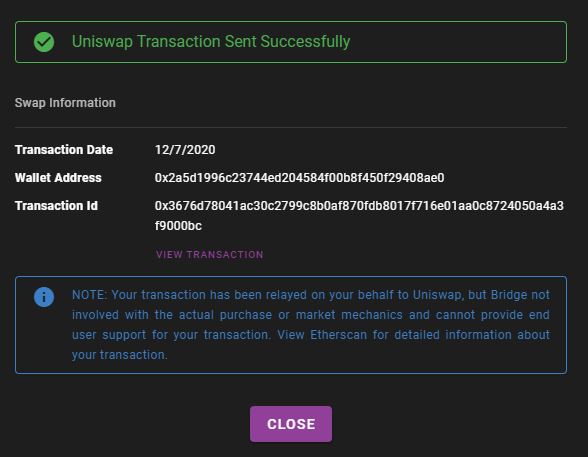 Uniswap Transaction Sent Successfully
Swap Information
Transaction Date 12/7/2020
Wallet Address 0x2a5d1996c23744ed204584f00b8f450f29408ae0
Transaction Id 0x3676d78041ac30c2799c8b0af870fdb8017f716e01aa0c8724050a4a3
f9000bc
VIEW TRANSACTION
NOTE: Your transaction has been relayed on your behalf to Uniswap, but Bridge not
involved with the actual purchase or market mechanics and cannot provide end
user support for your transaction. View Etherscan for detailed information about
your transaction.
CLOSE